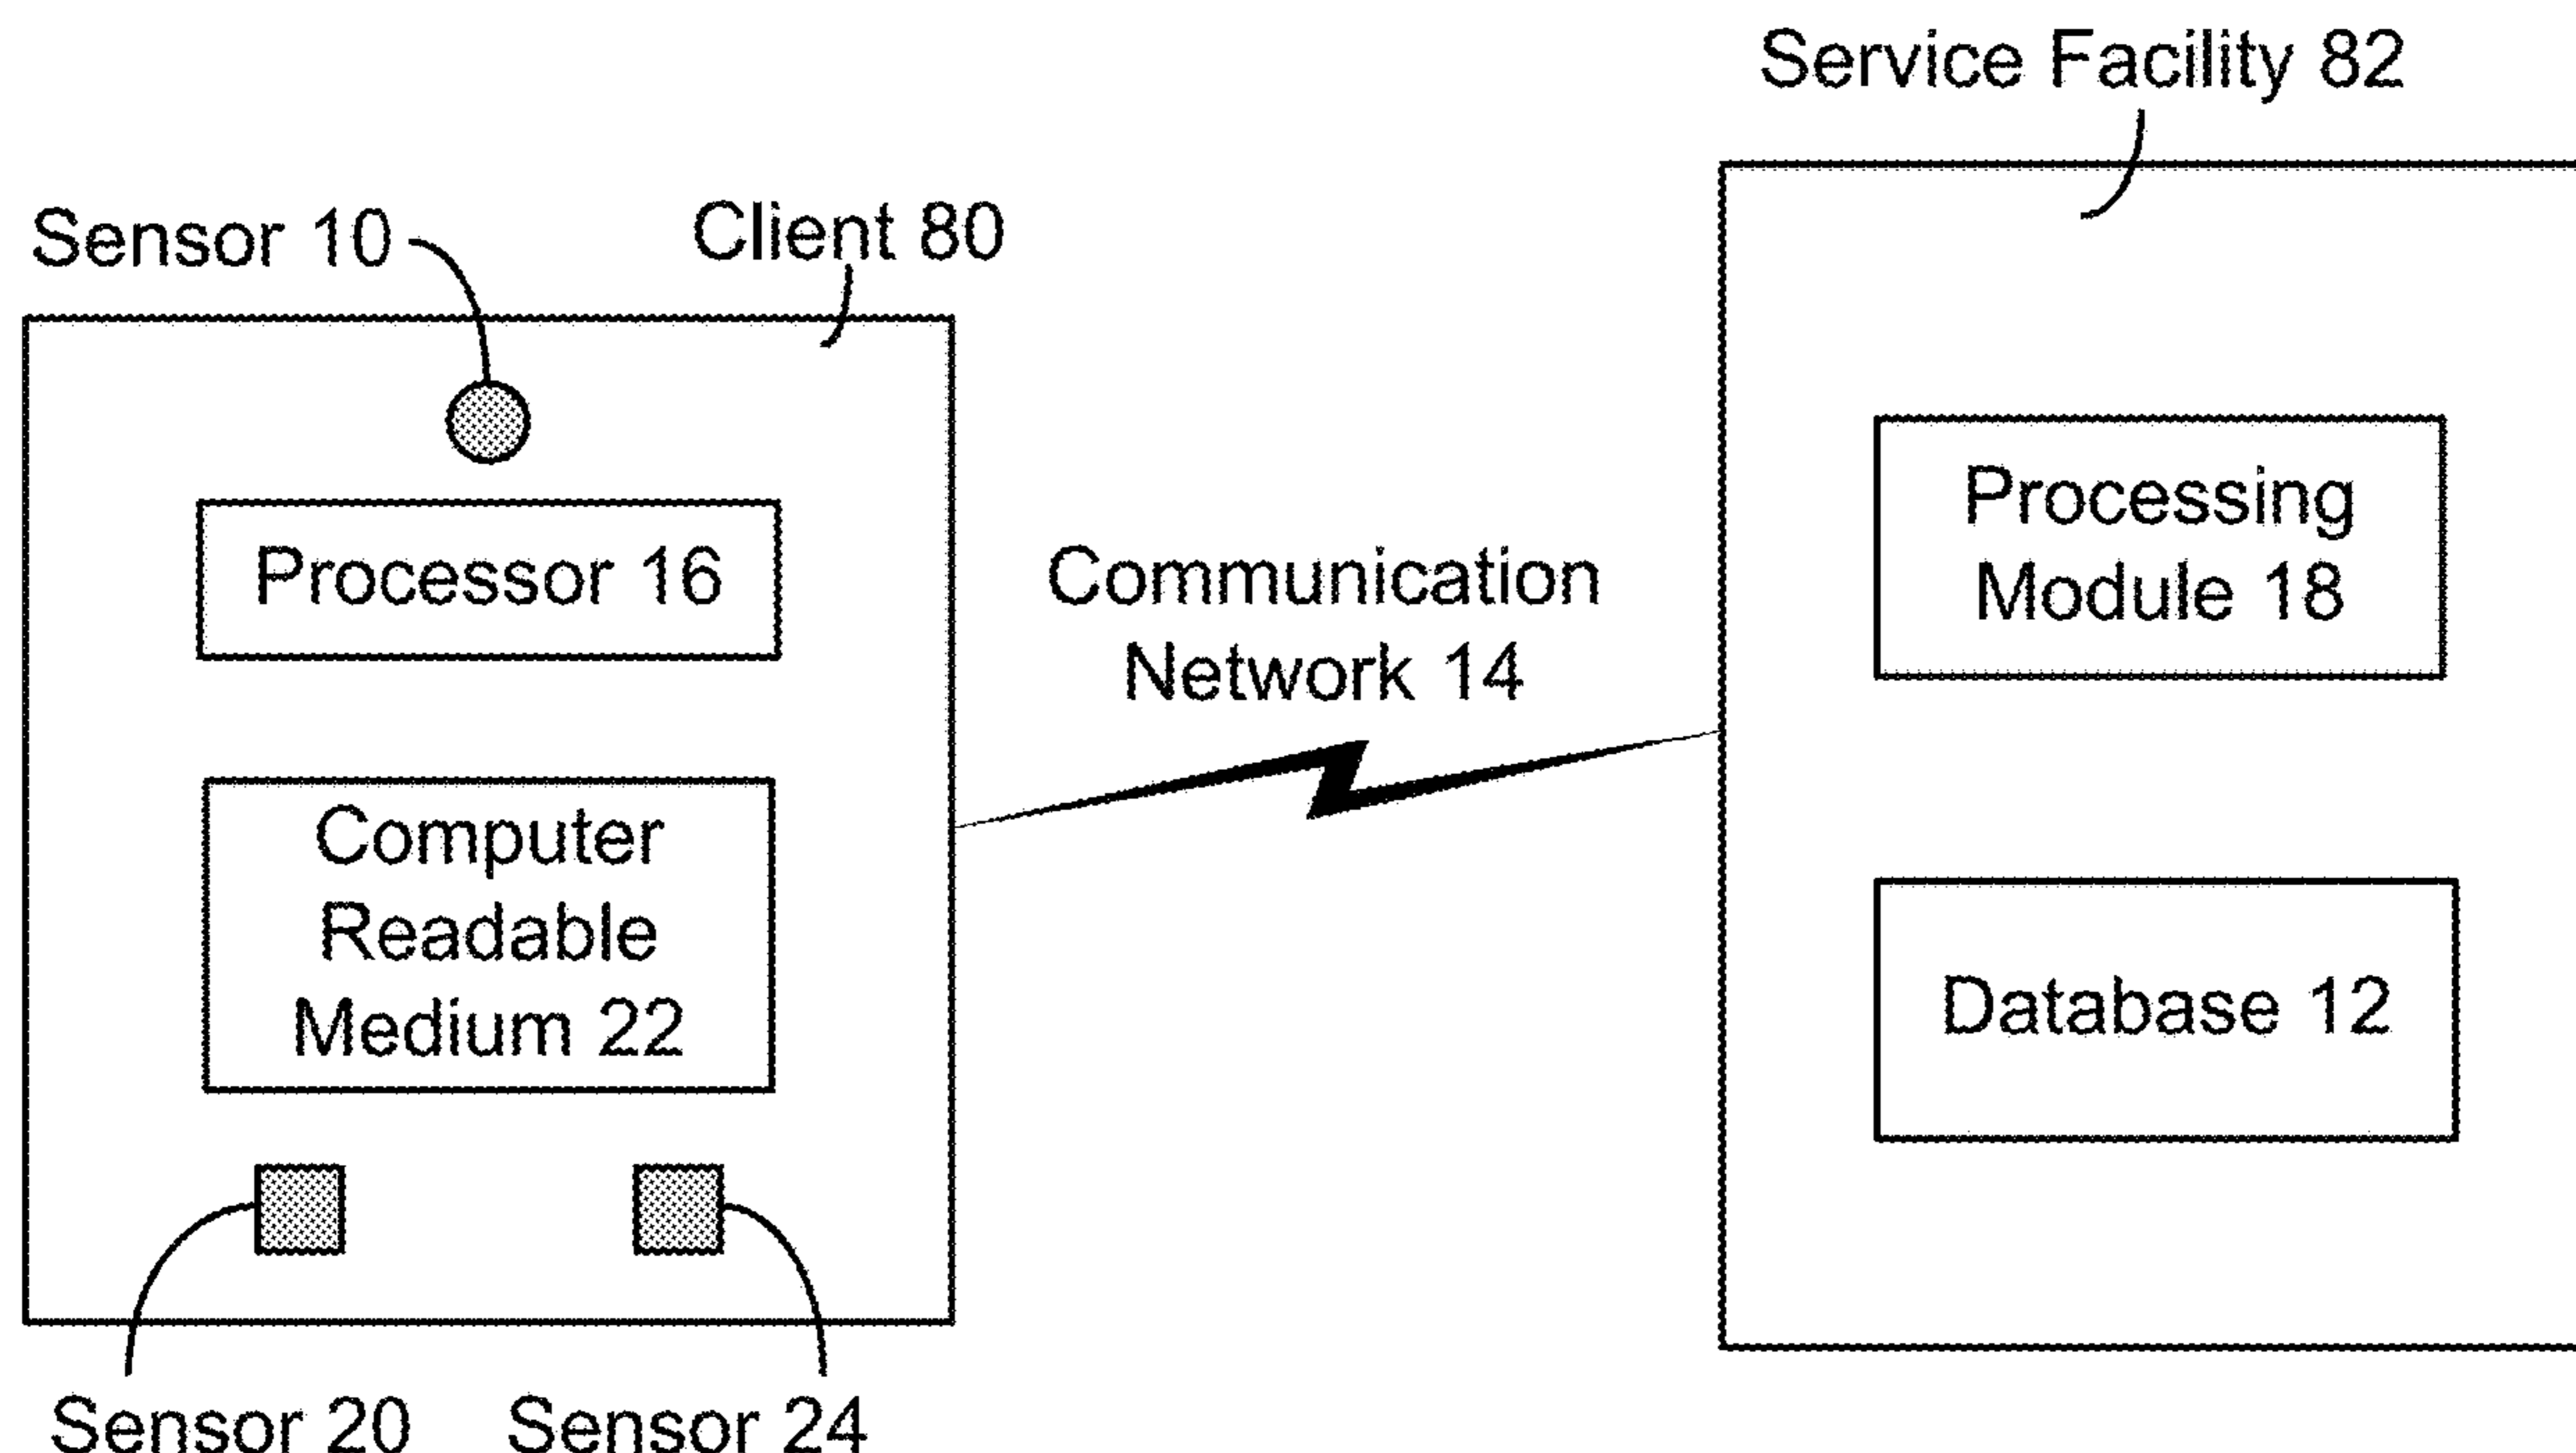 Service Facility 82
Sensor 10
Client 80
Processor 16
Computer
Readable
Medium 22
Sensor 20
Sensor 24
Communication
Network 14
Processing
Module 18
Database 12